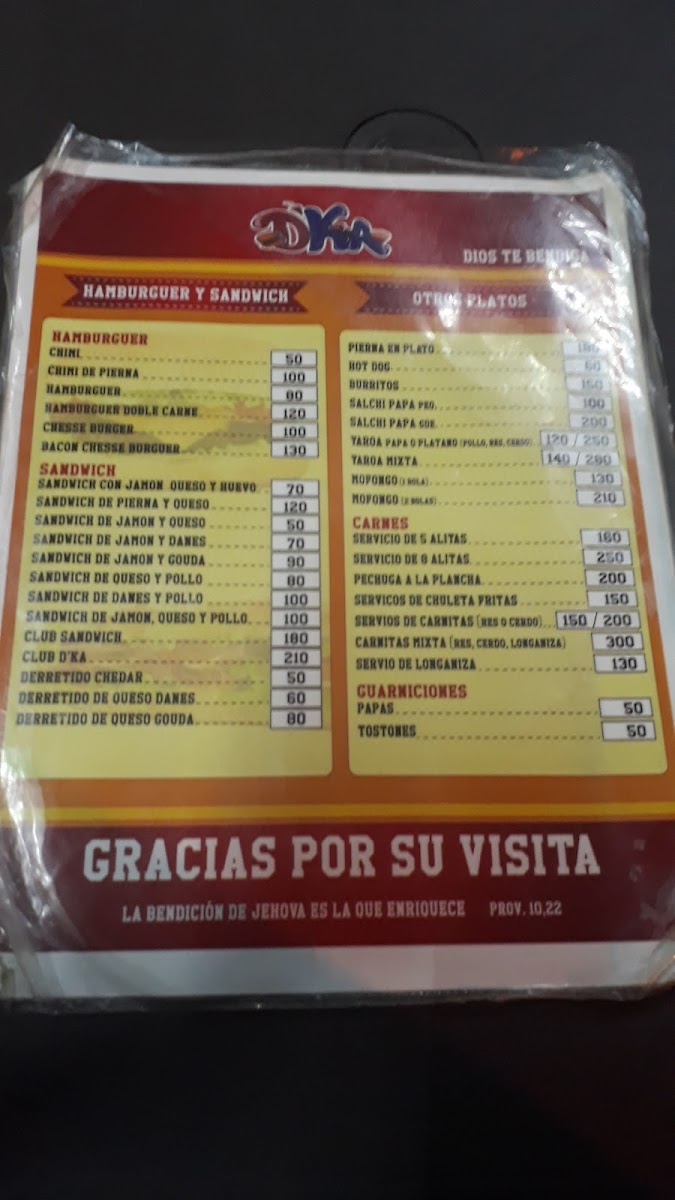 D'Ka
DIOS TE BENDIGA
HAMBURGUER Y SANDWICH
HAMBURGUER
CHIMI 50
CHIMI DE PIERNA 100
HAMBURGUER 80
HAMBURGUER DOBLE CARNE 120
CHESSE BURGER 100
BACON CHESSE BURGUER 130
SANDWICH
SANDWICH CON JAMON, QUESO Y HUEVO 70
SANDWICH DE PIERNA Y QUESO 120
SANDWICH DE JAMON Y QUESO 50
SANDWICH DE JAMON Y DANES 70
SANDWICH DE JAMON Y GOUDA 90
SANDWICH DE QUESO Y POLLO 80
SANDWICH DE DANES Y POLLO 100
SANDWICH DE JAMON, QUESO Y POLLO 100
CLUB SANDWICH 180
CLUB D'KA 210
DERRETIDO CHEDAR 50
DERRETIDO DE QUESO DANES 60
DERRETIDO DE QUESO GOUDA 80
OTROS PLATOS
PIERNA EN PLATO
HOT DOG 60
BURRITOS 150
SALCHI PAPA PEQ. 100
SALCHI PAPA GDE. 200
YAROA PAPA O PLATANO (POLLO, RES, CERDO) 120 / 250
YAROA MIXTA 140 / 280
MOFONGO (1 BOLA) 130
MOFONGO (2 BOLAS) 210
CARNES
SERVICIO DE 5 ALITAS 160
SERVICIO DE 8 ALITAS 250
PECHUGA A LA PLANCHA 200
SERVICOS DE CHULETA FRITAS 150
SERVIOS DE CARNITAS (RES O CERDO) 150 / 200
CARNITAS MIXTA (RES, CERDO, LONGANIZA) 300
SERVIO DE LONGANIZA 130
GUARNICIONES
PAPAS 50
TOSTONES 50
GRACIAS POR SU VISITA
LA BENDICIÓN DE JEHOVA ES LA QUE ENRIQUECE PROV. 10,22